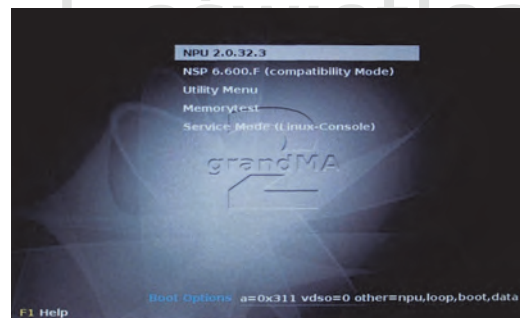 NPU 2.0.32.3
NSP 6.600.F (compatibility Mode)
Utility Menu
Memorytest
Service Mode (Linux-Console)
grandMA
2
Boot Options a=0x311 vdso=0 other=npu,loop,boot,data
F1 Help